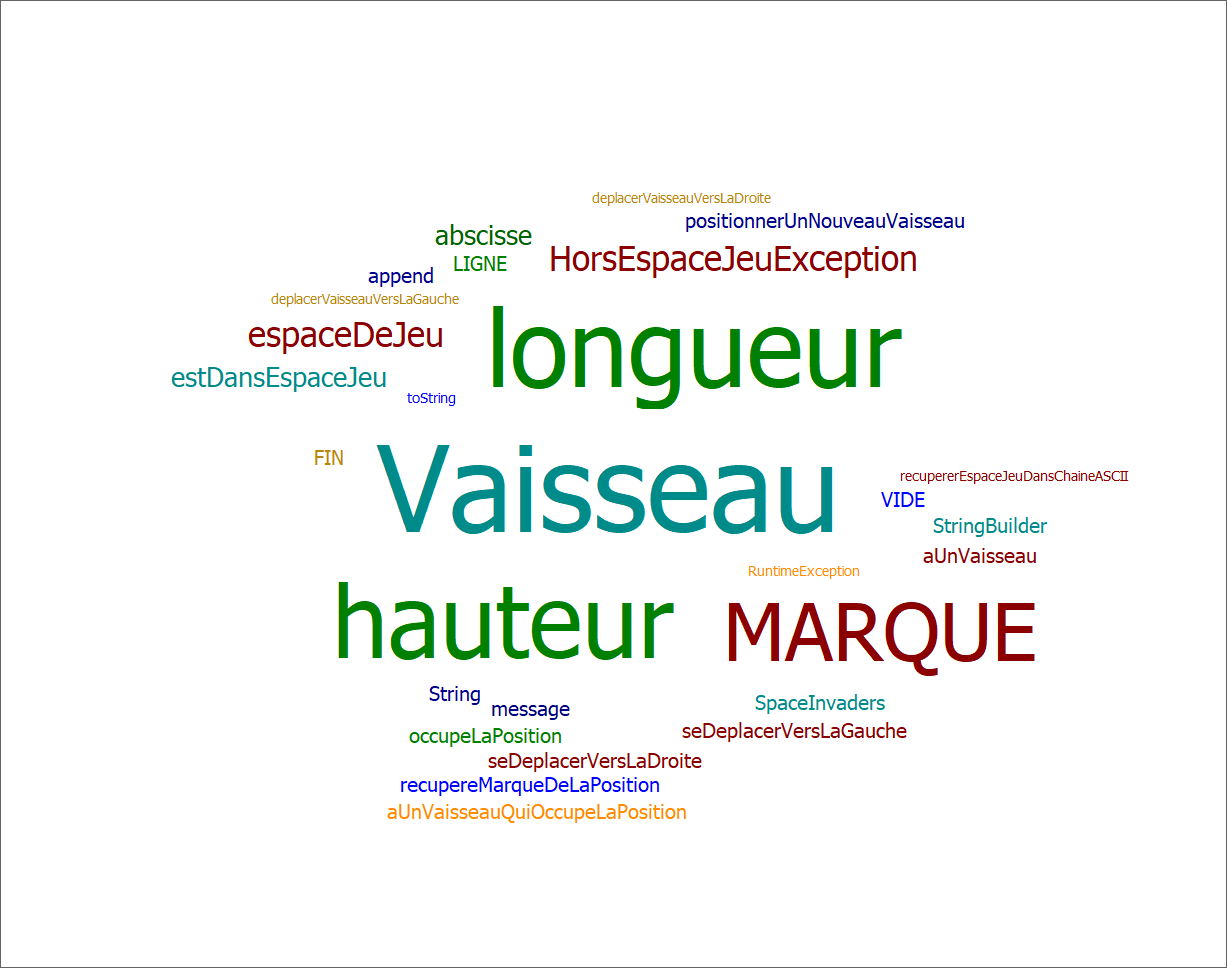 deplacerVaisseauVersLaDroite
positionnerUnNouveauVaisseau
abscisse
HorsEspaceJeuException
LIGNE
append
deplacerVaisseauVersLaGauche
espaceDeJeu
longueur
estDansEspaceJeu
toString
FIN
Vaisseau
recupererEspaceJeuDansChaineASCII
VIDE
StringBuilder
aUnVaisseau
RuntimeException
hauteur
MARQUE
String
SpaceInvaders
message
seDeplacerVersLaGauche
occupeLaPosition
seDeplacerVersLaDroite
recupereMarqueDeLaPosition
aUnVaisseauQuiOccupeLaPosition